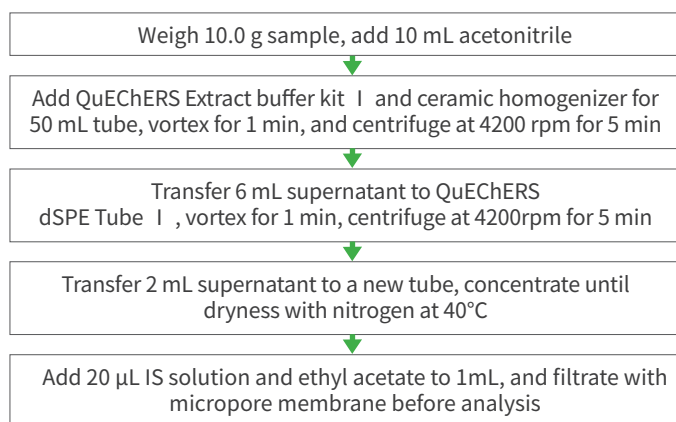 Weigh 10.0 g sample, add 10 mL acetonitrile
Add QuEChERS Extract buffer kit Ⅰ and ceramic homogenizer for
50 mL tube, vortex for 1 min, and centrifuge at 4200 rpm for 5 min
Transfer 6 mL supernatant to QuEChERS
dSPE Tube Ⅰ , vortex for 1 min, centrifuge at 4200rpm for 5 min
Transfer 2 mL supernatant to a new tube, concentrate until
dryness with nitrogen at 40°C
Add 20 μL IS solution and ethyl acetate to 1mL, and filtrate with
micropore membrane before analysis